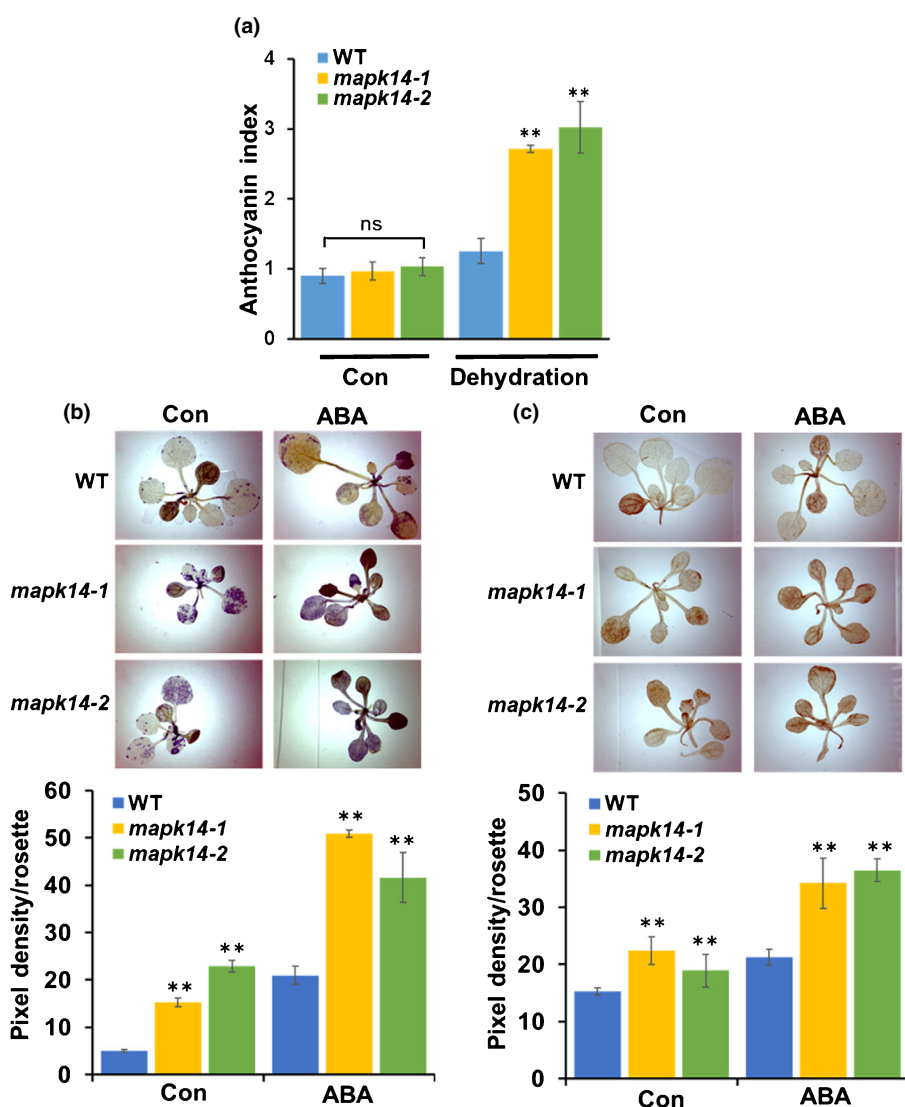 (a)
WT
mapk14-1
mapk14-2
Anthocyanin index
4
3
2
1
0
ns
**
**
Con
Dehydration
(b)
Con
ABA
WT
mapk14-1
mapk14-2
WT
mapk14-1
mapk14-2
Pixel density/rosette
60
50
40
30
20
10
0
**
**
**
**
Con
ABA
(c)
Con
ABA
WT
mapk14-1
mapk14-2
WT
mapk14-1
mapk14-2
Pixel density/rosette
50
40
30
20
10
0
**
**
**
**
Con
ABA